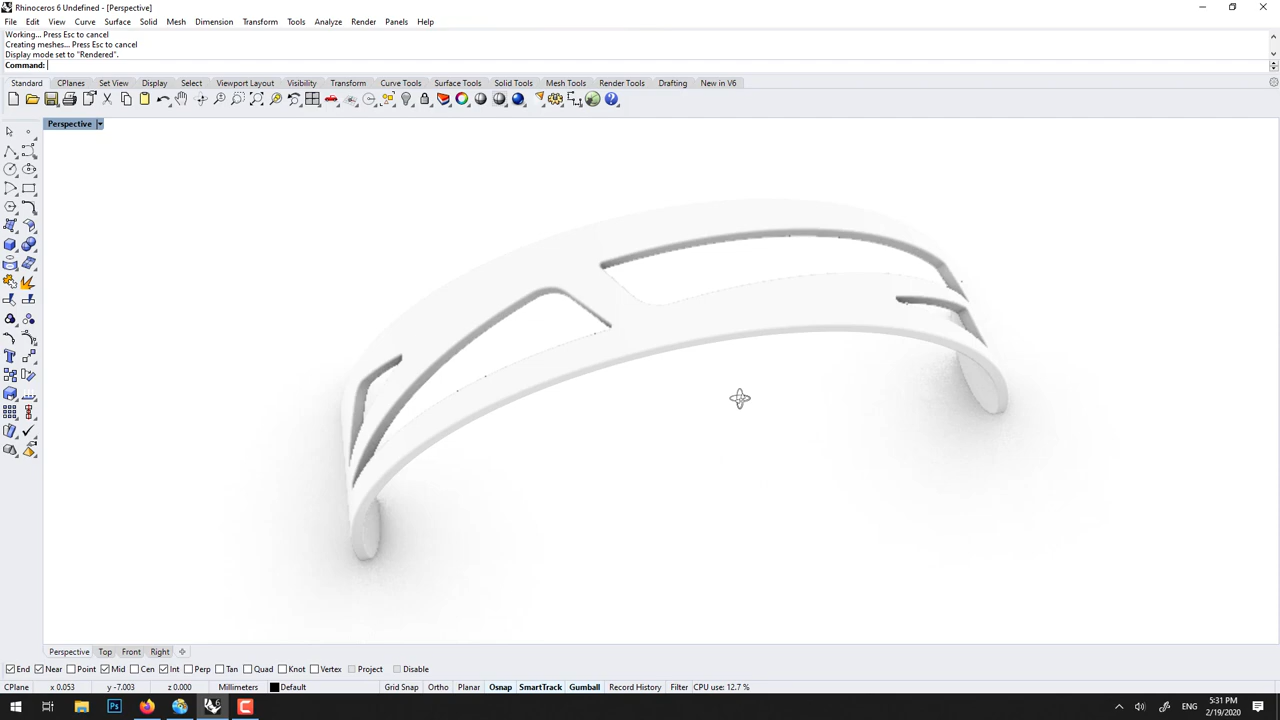 Rhinoceros 6 Undefined - [Perspective]
File Edit View Curve Surface Solid Mesh Dimension Transform Tools Analyze Render Panels Help
Working... Press Esc to cancel
Creating meshes... Press Esc to cancel
Display mode set to "Rendered".
Command:
Standard CPlanes Set View Display Select Viewport Layout Visibility Transform Curve Tools Surface Tools Solid Tools Mesh Tools Render Tools Drafting New in V6
Perspective
Perspective Top Front Right
End Near Point Mid Cen Int Perp Tan Quad Knot Vertex Project Disable
CPlane x 0.053 y -7.003 z 0.000 Millimeters Default Grid Snap Ortho Planar Osnap SmartTrack Gumball Record History Filter CPU use: 12.7 %
Ps
5:31 PM
2/19/2020